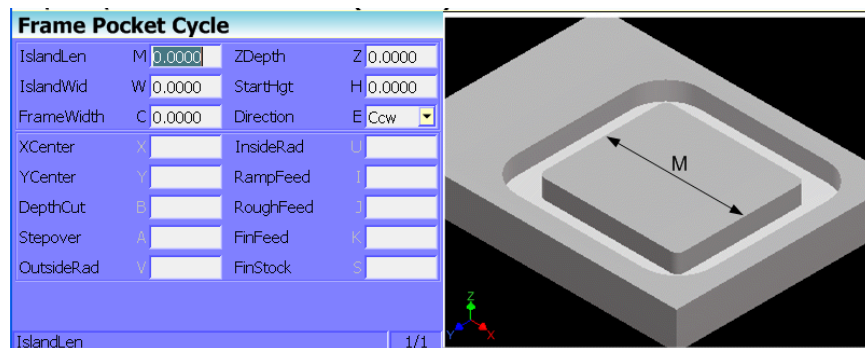 Frame Pocket Cycle
IslandLen M 0.0000 ZDepth Z 0.0000
IslandWid W 0.0000 StartHgt H 0.0000
FrameWidth C 0.0000 Direction E Ccw
XCenter X InsideRad U
YCenter Y RampFeed I
DepthCut B RoughFeed J
Stepover A FinFeed K
OutsideRad V FinStock S
IslandLen 1/1
M
Z
Y X